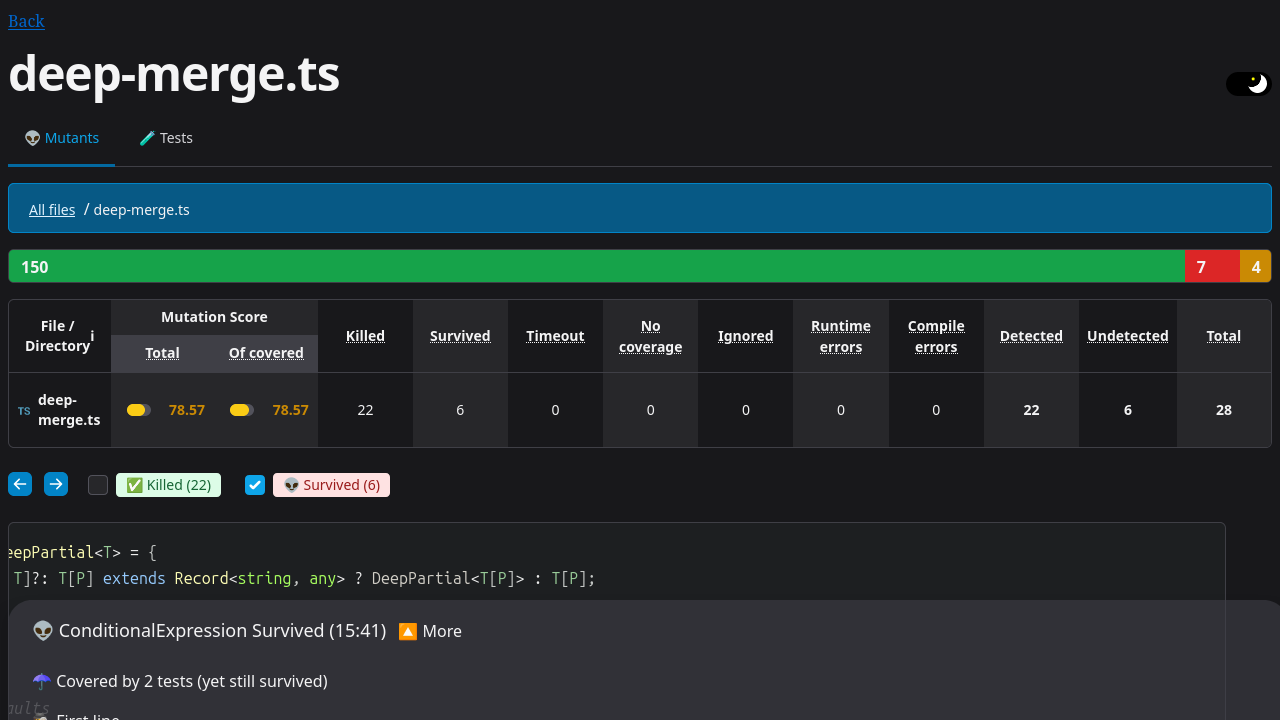 Back
deep-merge.ts
👽 Mutants 🧪 Tests
All files / deep-merge.ts
150 7 4
File / Directory i Mutation Score Total Of covered Killed Survived Timeout No coverage Ignored Runtime errors Compile errors Detected Undetected Total
TS deep-merge.ts 78.57 78.57 22 6 0 0 0 0 0 22 6 28
✅ Killed (22) 👽 Survived (6)
eepPartial<T> = {
T]?: T[P] extends Record<string, any> ? DeepPartial<T[P]> : T[P];
👽 ConditionalExpression Survived (15:41) 🔼 More
☂️ Covered by 2 tests (yet still survived)
aults
First line